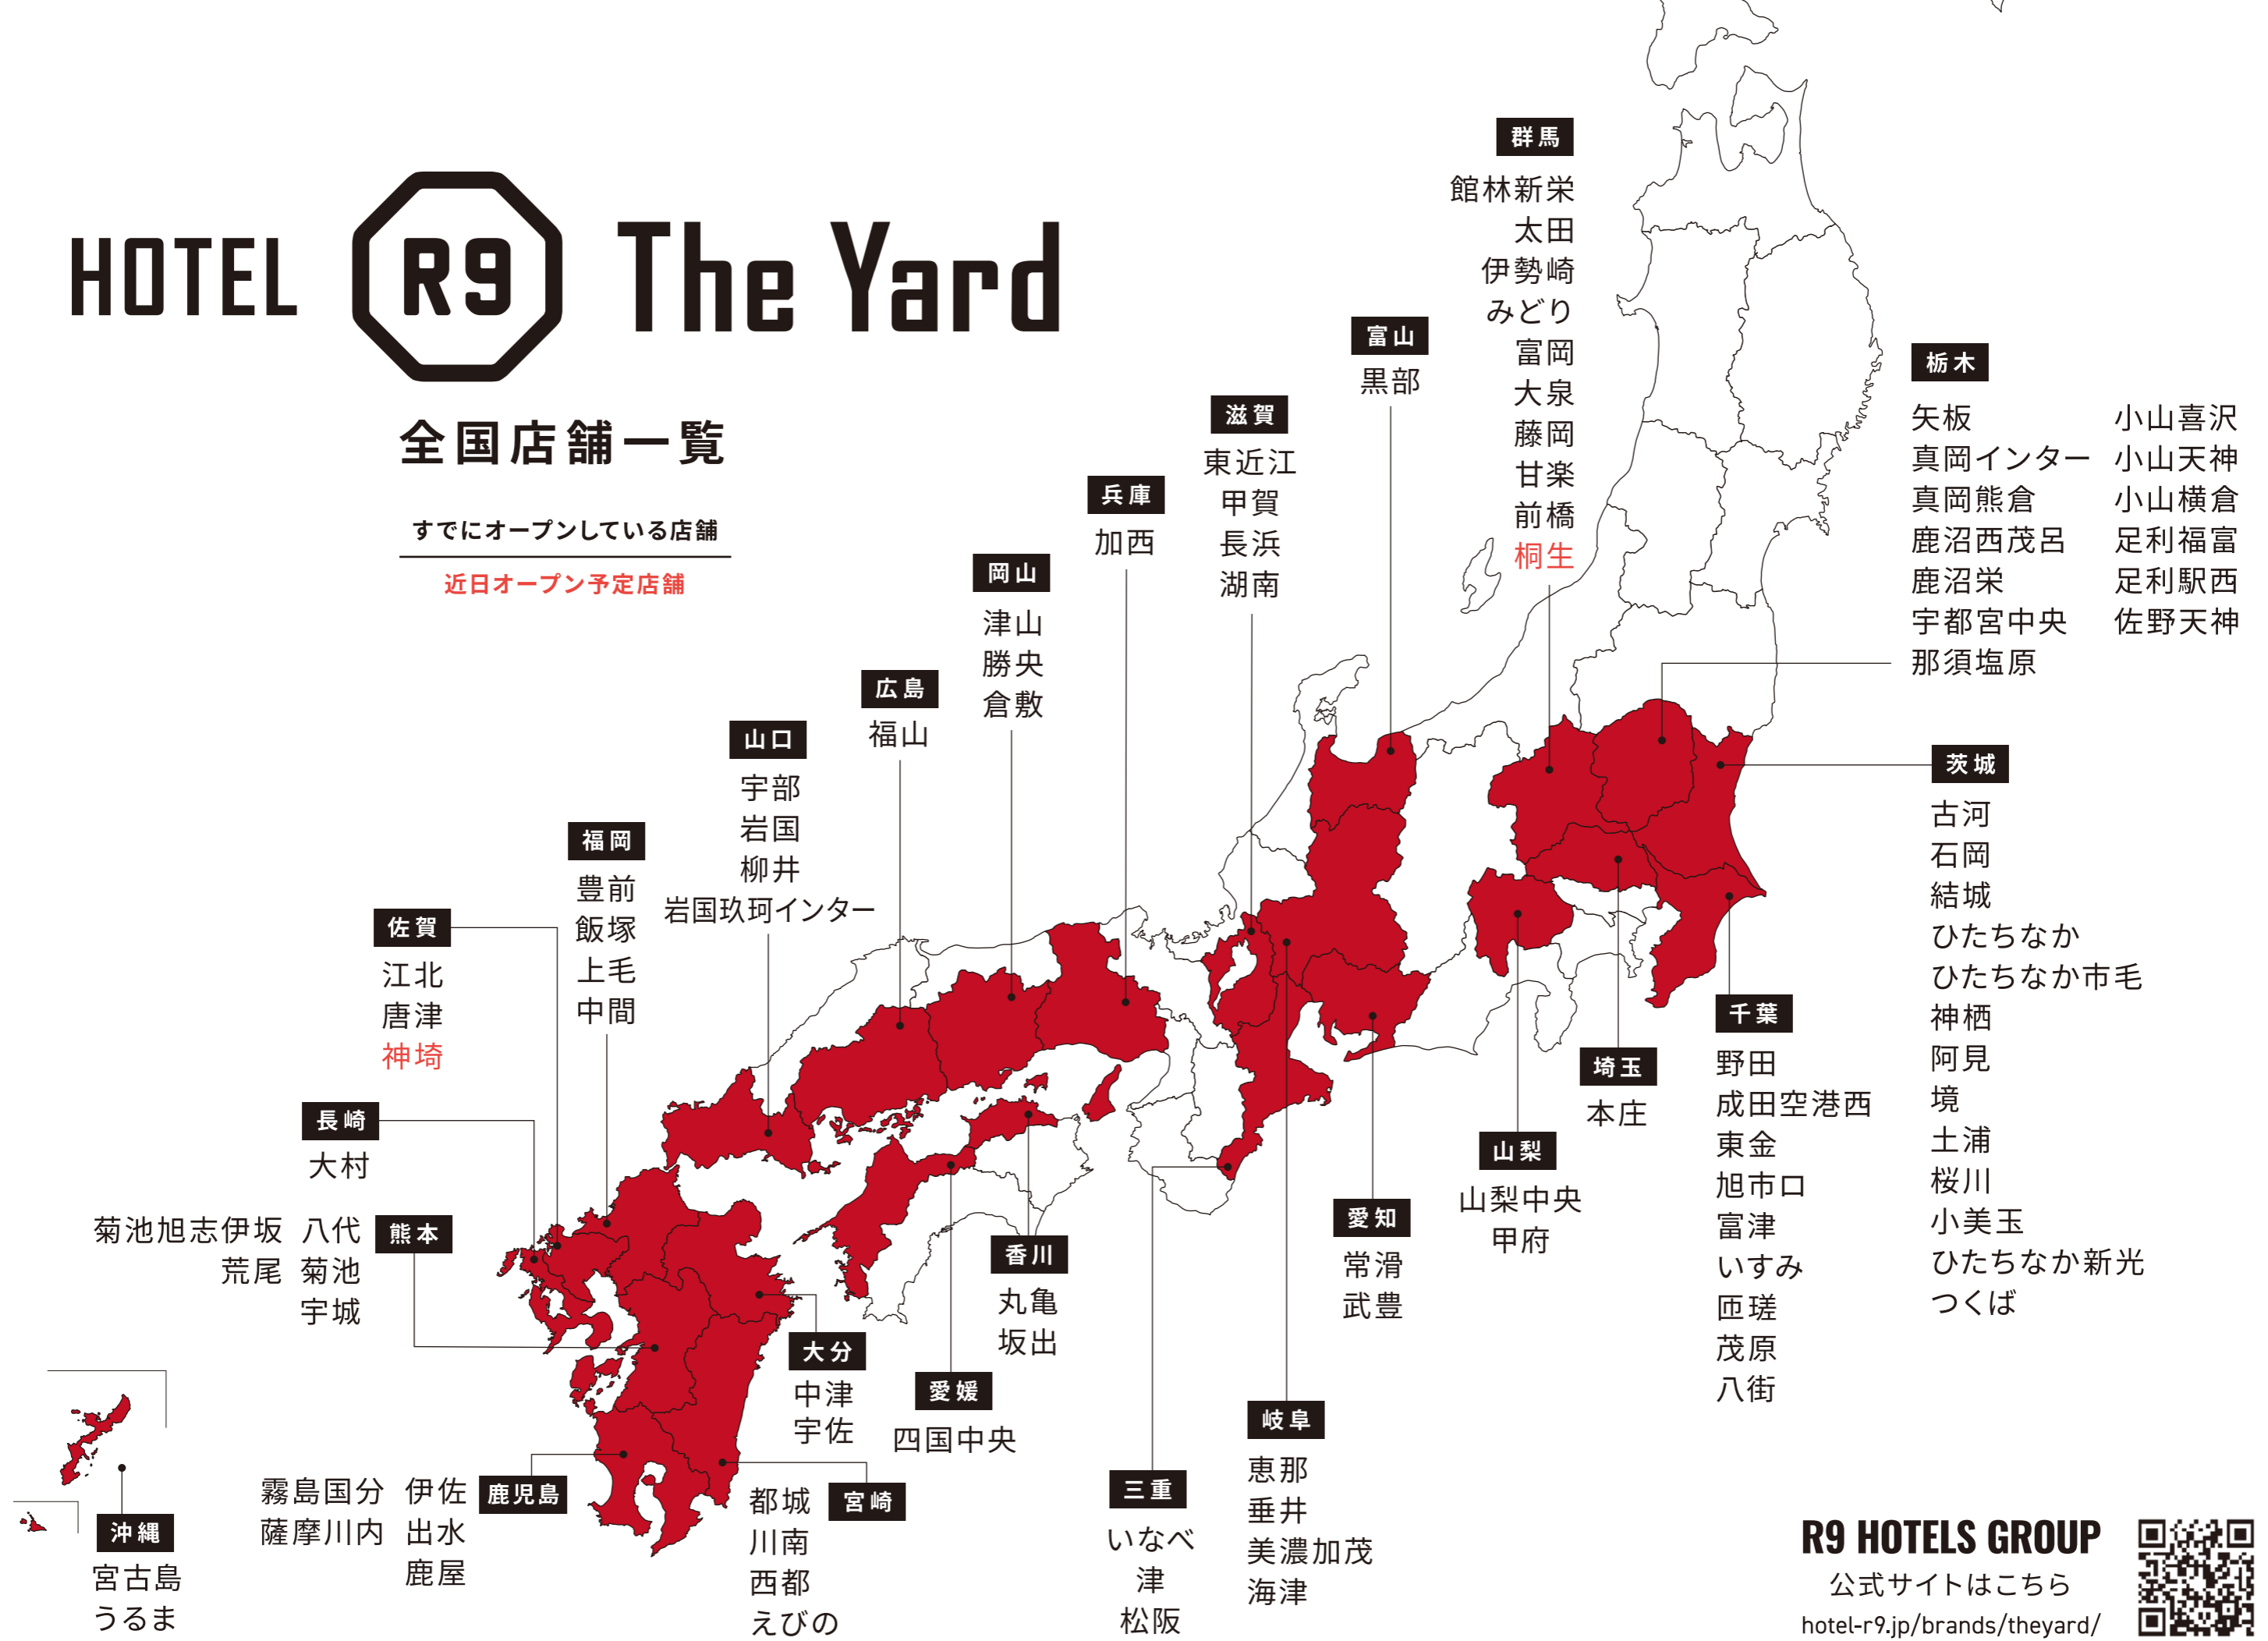 HOTEL R9 The Yard
全国店舗一覧
すでにオープンしている店舗
近日オープン予定店舗
群馬
館林新栄
太田
伊勢崎
みどり
富岡
大泉
藤岡
甘楽
前橋
桐生
富山
黒部
滋賀
東近江
甲賀
長浜
湖南
兵庫
加西
岡山
津山
勝央
倉敷
広島
福山
山口
宇部
岩国
柳井
岩国玖珂インター
福岡
豊前
飯塚
上毛
中間
佐賀
江北
唐津
神埼
長崎
大村
熊本
菊池旭志伊坂 八代
荒尾 菊池
宇城
栃木
矢板 小山喜沢
真岡インター 小山天神
真岡熊倉 小山横倉
鹿沼西茂呂 足利福富
鹿沼栄 足利駅西
宇都宮中央 佐野天神
那須塩原
茨城
古河
石岡
結城
ひたちなか
ひたちなか市毛
神栖
阿見
境
土浦
桜川
小美玉
ひたちなか新光
つくば
千葉
野田
成田空港西
東金
旭市口
富津
いすみ
匝瑳
茂原
八街
埼玉
本庄
山梨
山梨中央
甲府
愛知
常滑
武豊
香川
丸亀
坂出
大分
中津
宇佐
愛媛
四国中央
岐阜
恵那
垂井
美濃加茂
海津
三重
いなべ
津
松阪
宮崎
都城
川南
西都
えびの
鹿児島
霧島国分 伊佐
薩摩川内 出水
鹿屋
沖縄
宮古島
うるま
R9 HOTELS GROUP
公式サイトはこちら
hotel-r9.jp/brands/theyard/